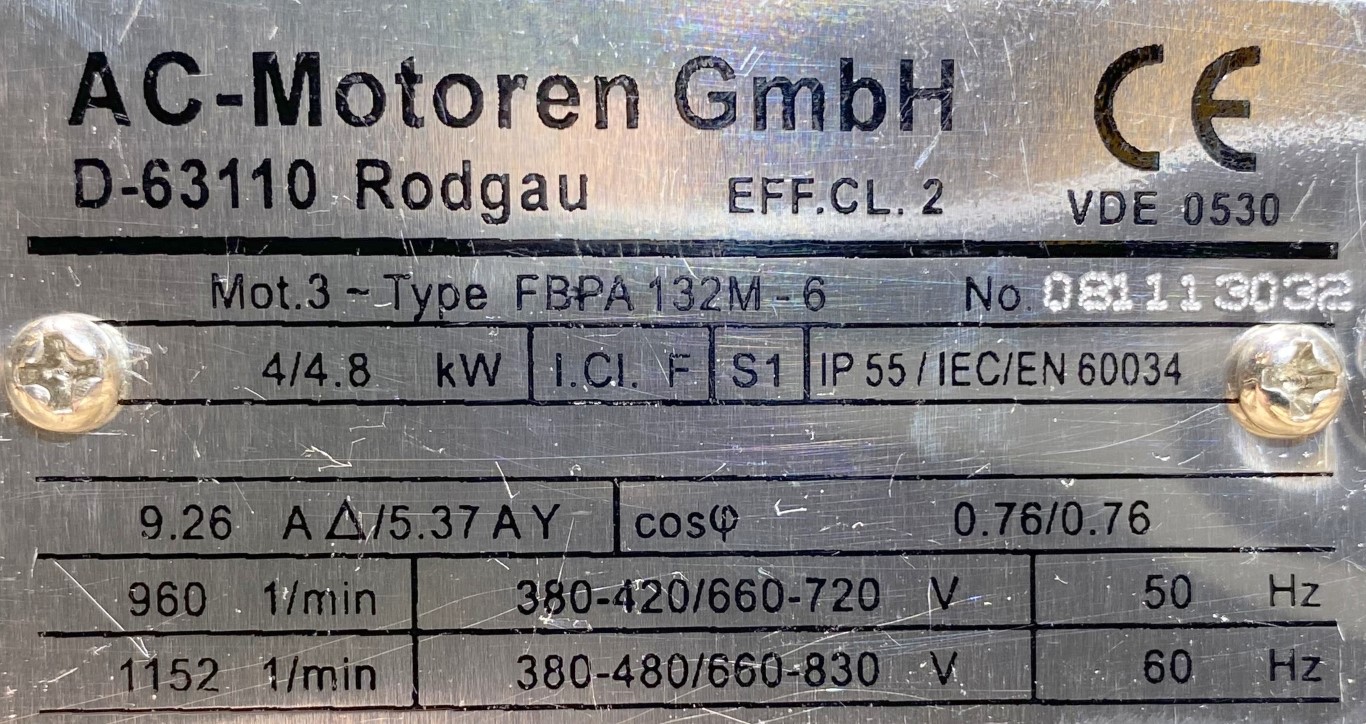 AC-Motoren GmbH CE
D-63110 Rodgau EFF.CL. 2 VDE 0530
Mot.3 ~ Type FBPA 132M - 6 No. 081113032
4/4.8 kW I.Cl. F S1 IP 55 / IEC/EN 60034
9.26 A Δ/5.37 A Y cosφ 0.76/0.76
960 1/min 380-420/660-720 V 50 Hz
1152 1/min 380-480/660-830 V 60 Hz